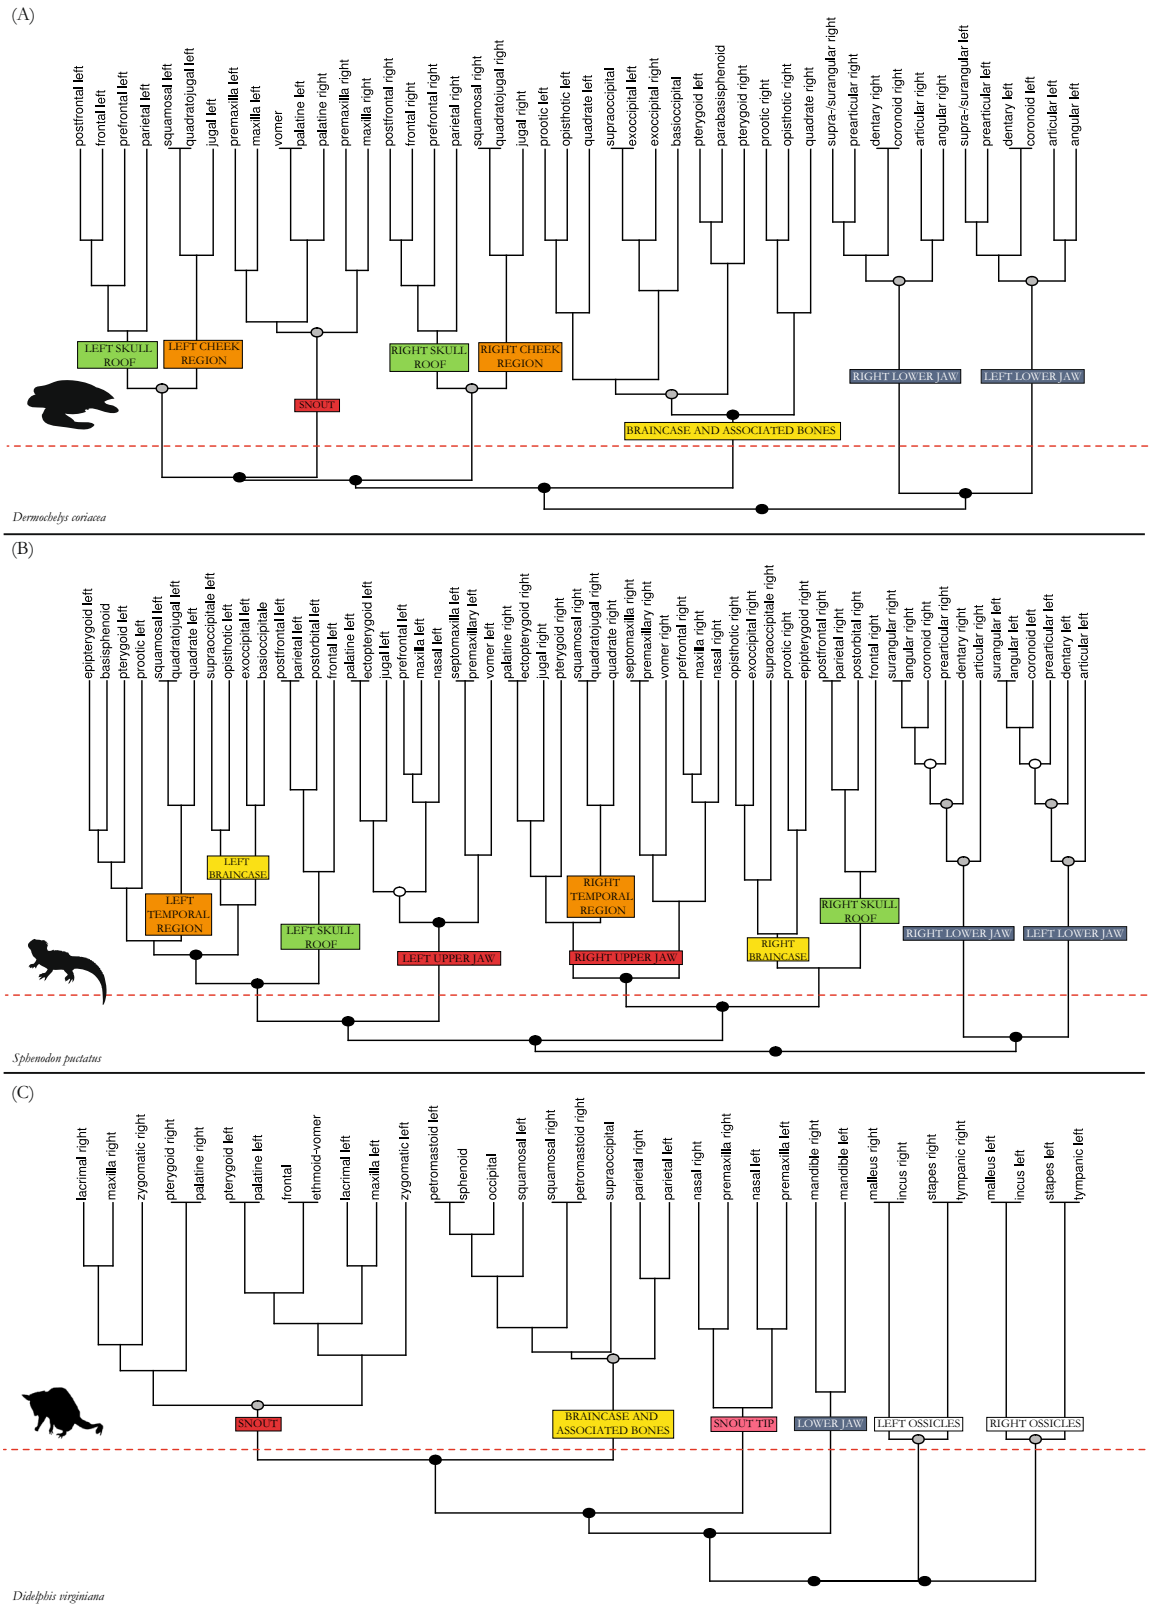 (A)
postfrontal left
frontal left
prefrontal left
parietal left
squamosal left
quadratojugal left
jugal left
premaxilla left
maxilla left
vomer
palatine left
palatine right
premaxilla right
maxilla right
postfrontal right
frontal right
prefrontal right
parietal right
squamosal right
quadratojugal right
jugal right
prootic left
opisthotic left
quadrate left
supraoccipital
exoccipital left
exoccipital right
basioccipital
pterygoid left
parabasisphenoid
pterygoid right
prootic right
opisthotic right
quadrate right
supra-/surangular right
prearticular right
dentary right
coronoid right
articular right
angular right
supra-/surangular left
prearticular left
dentary left
coronoid left
articular left
angular left
LEFT SKULL
ROOF
LEFT CHEEK
REGION
SNOUT
RIGHT SKULL
ROOF
RIGHT CHEEK
REGION
BRAINCASE AND ASSOCIATED BONES
RIGHT LOWER JAW
LEFT LOWER JAW
Dermochelys coriacea
(B)
epipterygoid left
basisphenoid
pterygoid left
prootic left
squamosal left
quadratojugal left
quadrate left
supraoccipitale left
opisthotic left
exoccipital left
basioccipitale
postfrontal left
parietal left
postorbital left
frontal left
palatine left
ectopterygoid left
jugal left
prefrontal left
maxilla left
nasal left
septomaxilla left
premaxillary left
vomer left
palatine right
ectopterygoid right
jugal right
pterygoid right
squamosal right
quadratojugal right
quadrate right
septomaxilla right
premaxillary right
vomer right
prefrontal right
maxilla right
nasal right
opisthotic right
exoccipital right
supraoccipitale right
prootic right
epipterygoid right
postfrontal right
parietal right
postorbital right
frontal right
surangular right
angular right
coronoid right
prearticular right
dentary right
articular right
surangular left
angular left
coronoid left
prearticular left
dentary left
articular left
LEFT
TEMPORAL
REGION
LEFT
BRAINCASE
LEFT SKULL
ROOF
LEFT UPPER JAW
RIGHT
TEMPORAL
REGION
RIGHT UPPER JAW
RIGHT
BRAINCASE
RIGHT SKULL
ROOF
RIGHT LOWER JAW
LEFT LOWER JAW
Sphenodon puctatus
(C)
lacrimal right
maxilla right
zygomatic right
pterygoid right
palatine right
pterygoid left
palatine left
frontal
ethmoid-vomer
lacrimal left
maxilla left
zygomatic left
petromastoid left
sphenoid
occipital
squamosal left
squamosal right
petromastoid right
supraoccipital
parietal right
parietal left
nasal right
premaxilla right
nasal left
premaxilla left
mandible right
mandible left
malleus right
incus right
stapes right
tympanic right
malleus left
incus left
stapes left
tympanic left
SNOUT
BRAINCASE AND
ASSOCIATED BONES
SNOUT TIP
LOWER JAW
LEFT OSSICLES
RIGHT OSSICLES
Didelphis virginiana